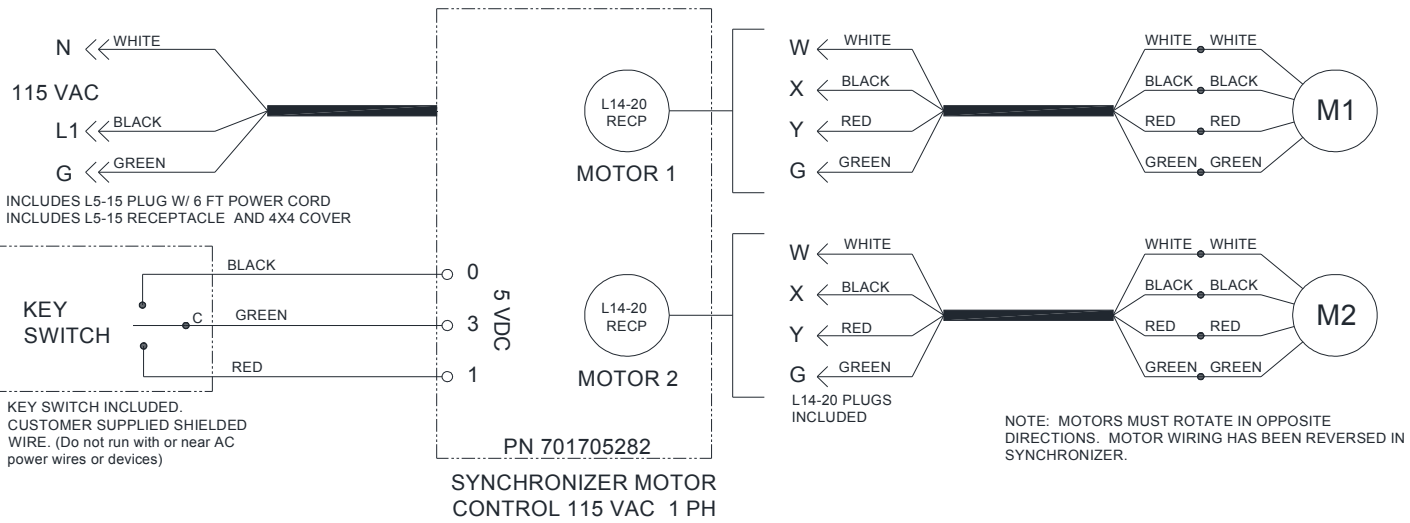 N
WHITE
115 VAC
L1
BLACK
G
GREEN
INCLUDES L5-15 PLUG W/ 6 FT POWER CORD
INCLUDES L5-15 RECEPTACLE AND 4X4 COVER
KEY
SWITCH
C
BLACK
GREEN
RED
0
3
1
5 VDC
KEY SWITCH INCLUDED.
CUSTOMER SUPPLIED SHIELDED
WIRE. (Do not run with or near AC
power wires or devices)
L14-20
RECP
MOTOR 1
L14-20
RECP
MOTOR 2
PN 701705282
SYNCHRONIZER MOTOR
CONTROL 115 VAC 1 PH
W WHITE
X BLACK
Y RED
G GREEN
WHITE WHITE
BLACK BLACK
RED RED
GREEN GREEN
M1
W WHITE
X BLACK
Y RED
G GREEN
L14-20 PLUGS
INCLUDED
WHITE WHITE
BLACK BLACK
RED RED
GREEN GREEN
M2
NOTE: MOTORS MUST ROTATE IN OPPOSITE
DIRECTIONS. MOTOR WIRING HAS BEEN REVERSED IN
SYNCHRONIZER.